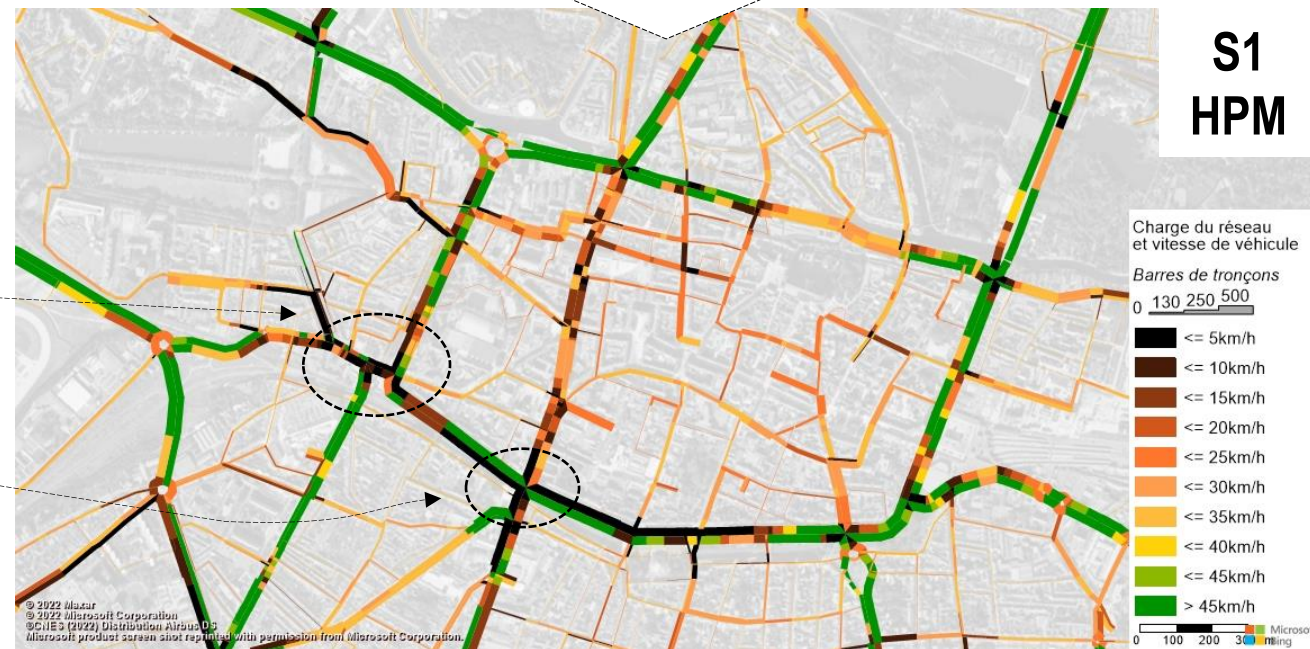 S1
HPM
Charge du réseau
et vitesse de véhicule
Barres de tronçons
0 130 250 500
<= 5km/h
<= 10km/h
<= 15km/h
<= 20km/h
<= 25km/h
<= 30km/h
<= 35km/h
<= 40km/h
<= 45km/h
> 45km/h
0 100 200
© 2022 Maxar
© 2022 Microsoft Corporation
©CNES (2022) Distribution Airbus DS
Microsoft product screen shot reprinted with permission from Microsoft Corporation.
Bing